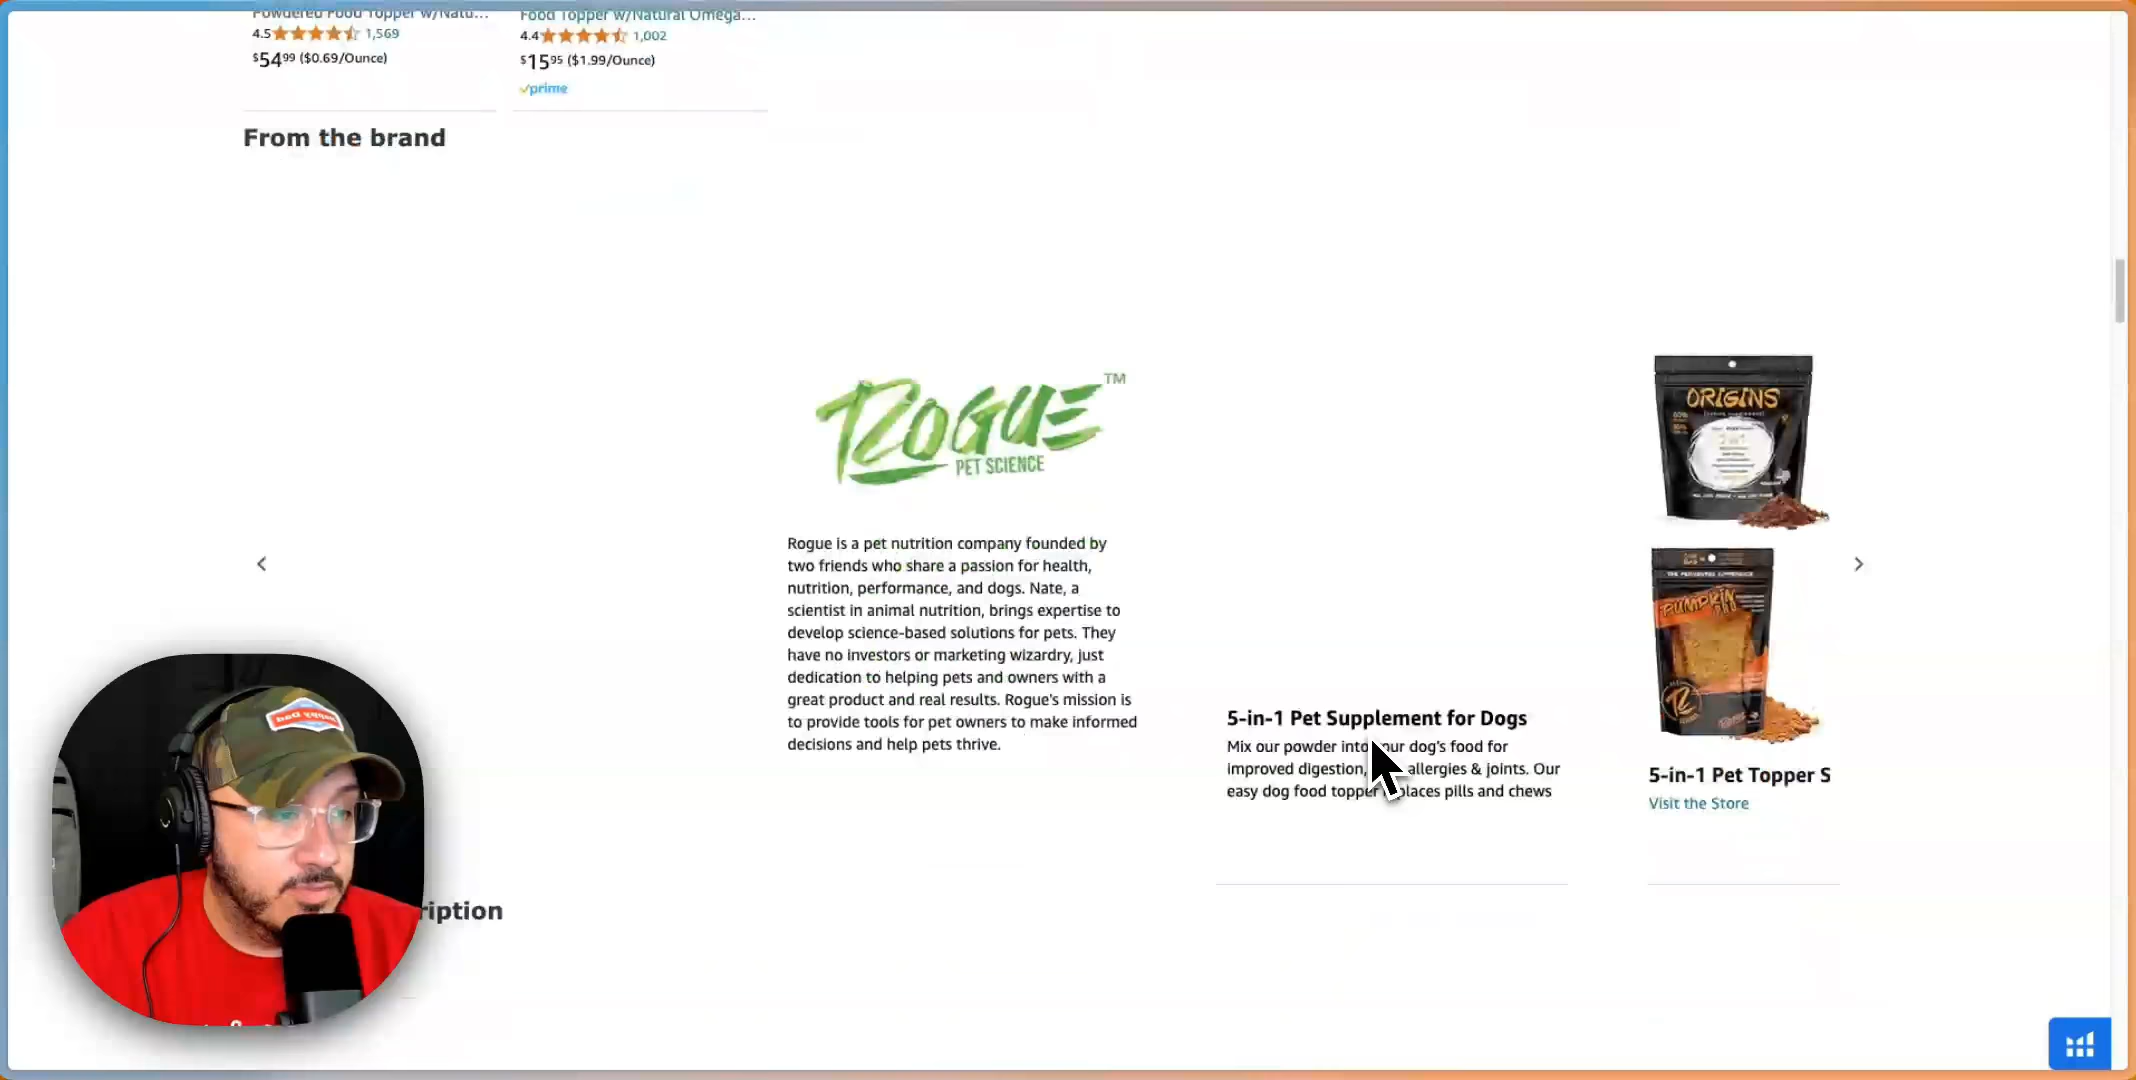 Powdered Food Topper w/Natu...
4.5 1,569
$54.99 ($0.69/Ounce)
Food Topper w/Natural Omega...
4.4 1,002
$15.95 ($1.99/Ounce)
prime
From the brand
ROGUE™
PET SCIENCE
Rogue is a pet nutrition company founded by
two friends who share a passion for health,
nutrition, performance, and dogs. Nate, a
scientist in animal nutrition, brings expertise to
develop science-based solutions for pets. They
have no investors or marketing wizardry, just
dedication to helping pets and owners with a
great product and real results. Rogue's mission is
to provide tools for pet owners to make informed
decisions and help pets thrive.
5-in-1 Pet Supplement for Dogs
Mix our powder into your dog's food for
improved digestion, allergies & joints. Our
easy dog food topper replaces pills and chews
ORIGINS
PUMPKIN
5-in-1 Pet Topper S
Visit the Store
ription